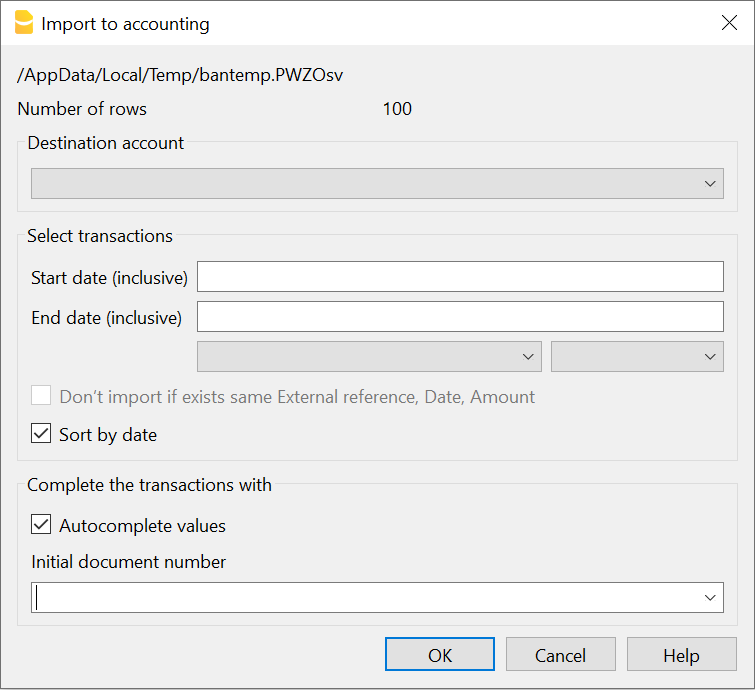 Import to accounting
/AppData/Local/Temp/bantemp.PWZOsv
Number of rows 100
Destination account
Select transactions
Start date (inclusive)
End date (inclusive)
Don't import if exists same External reference, Date, Amount
Sort by date
Complete the transactions with
Autocomplete values
Initial document number
OK Cancel Help